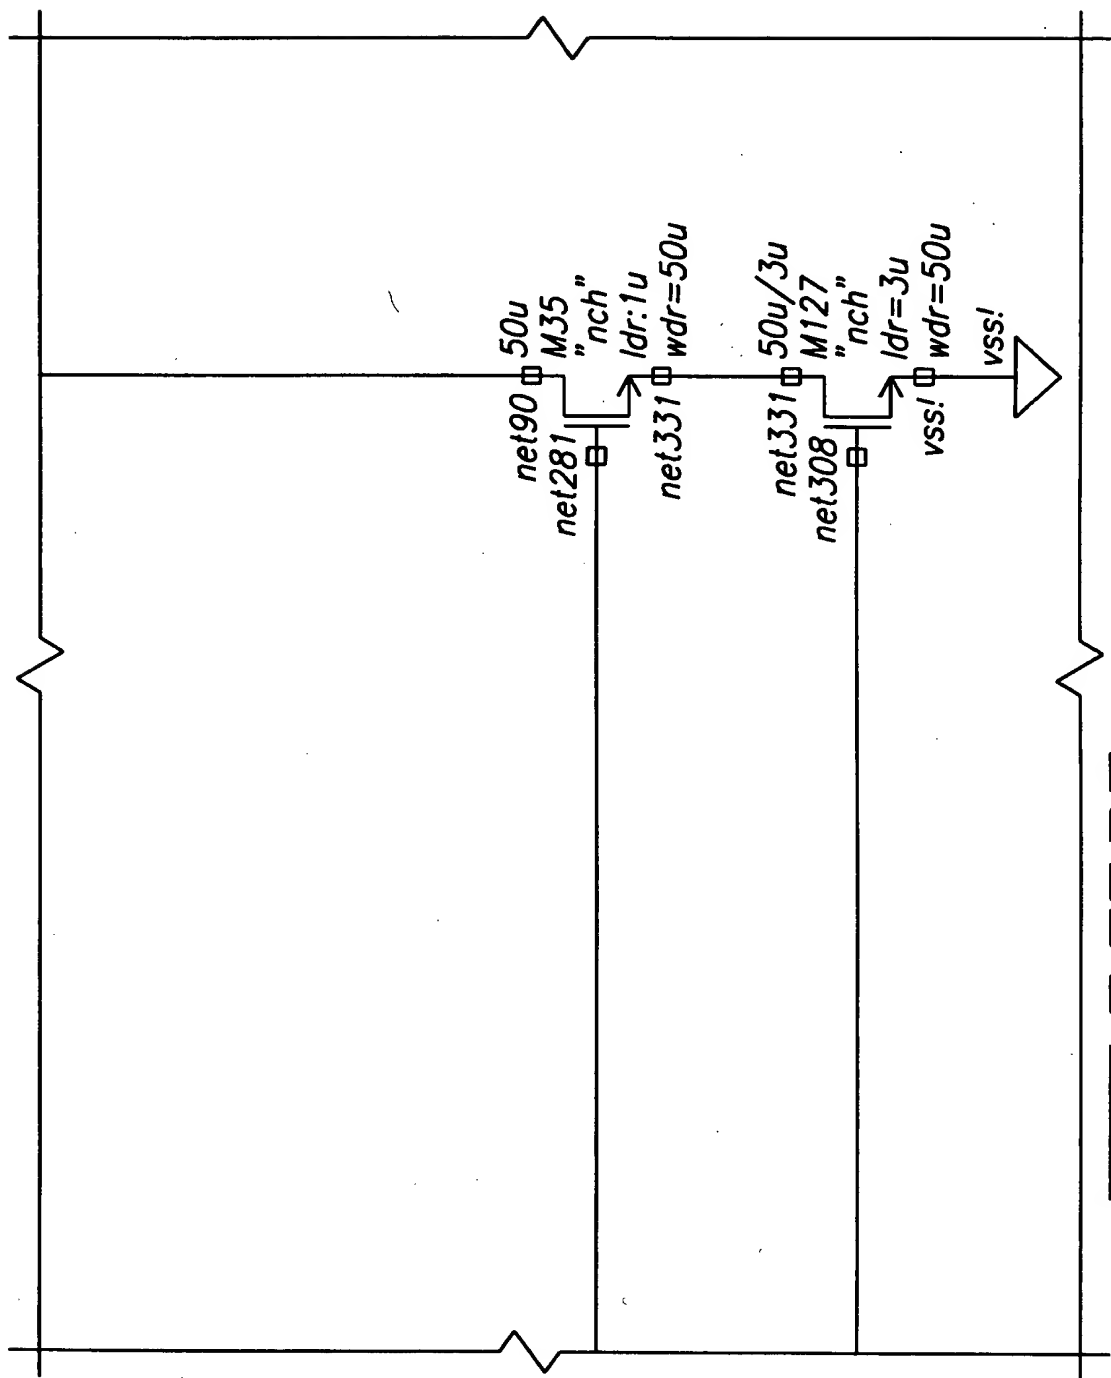 50u
M35
"nch"
ldr:1u
wdr=50u
net90
net281
net331
50u/3u
M127
"nch"
ldr=3u
wdr=50u
net331
net308
vss!
vss!